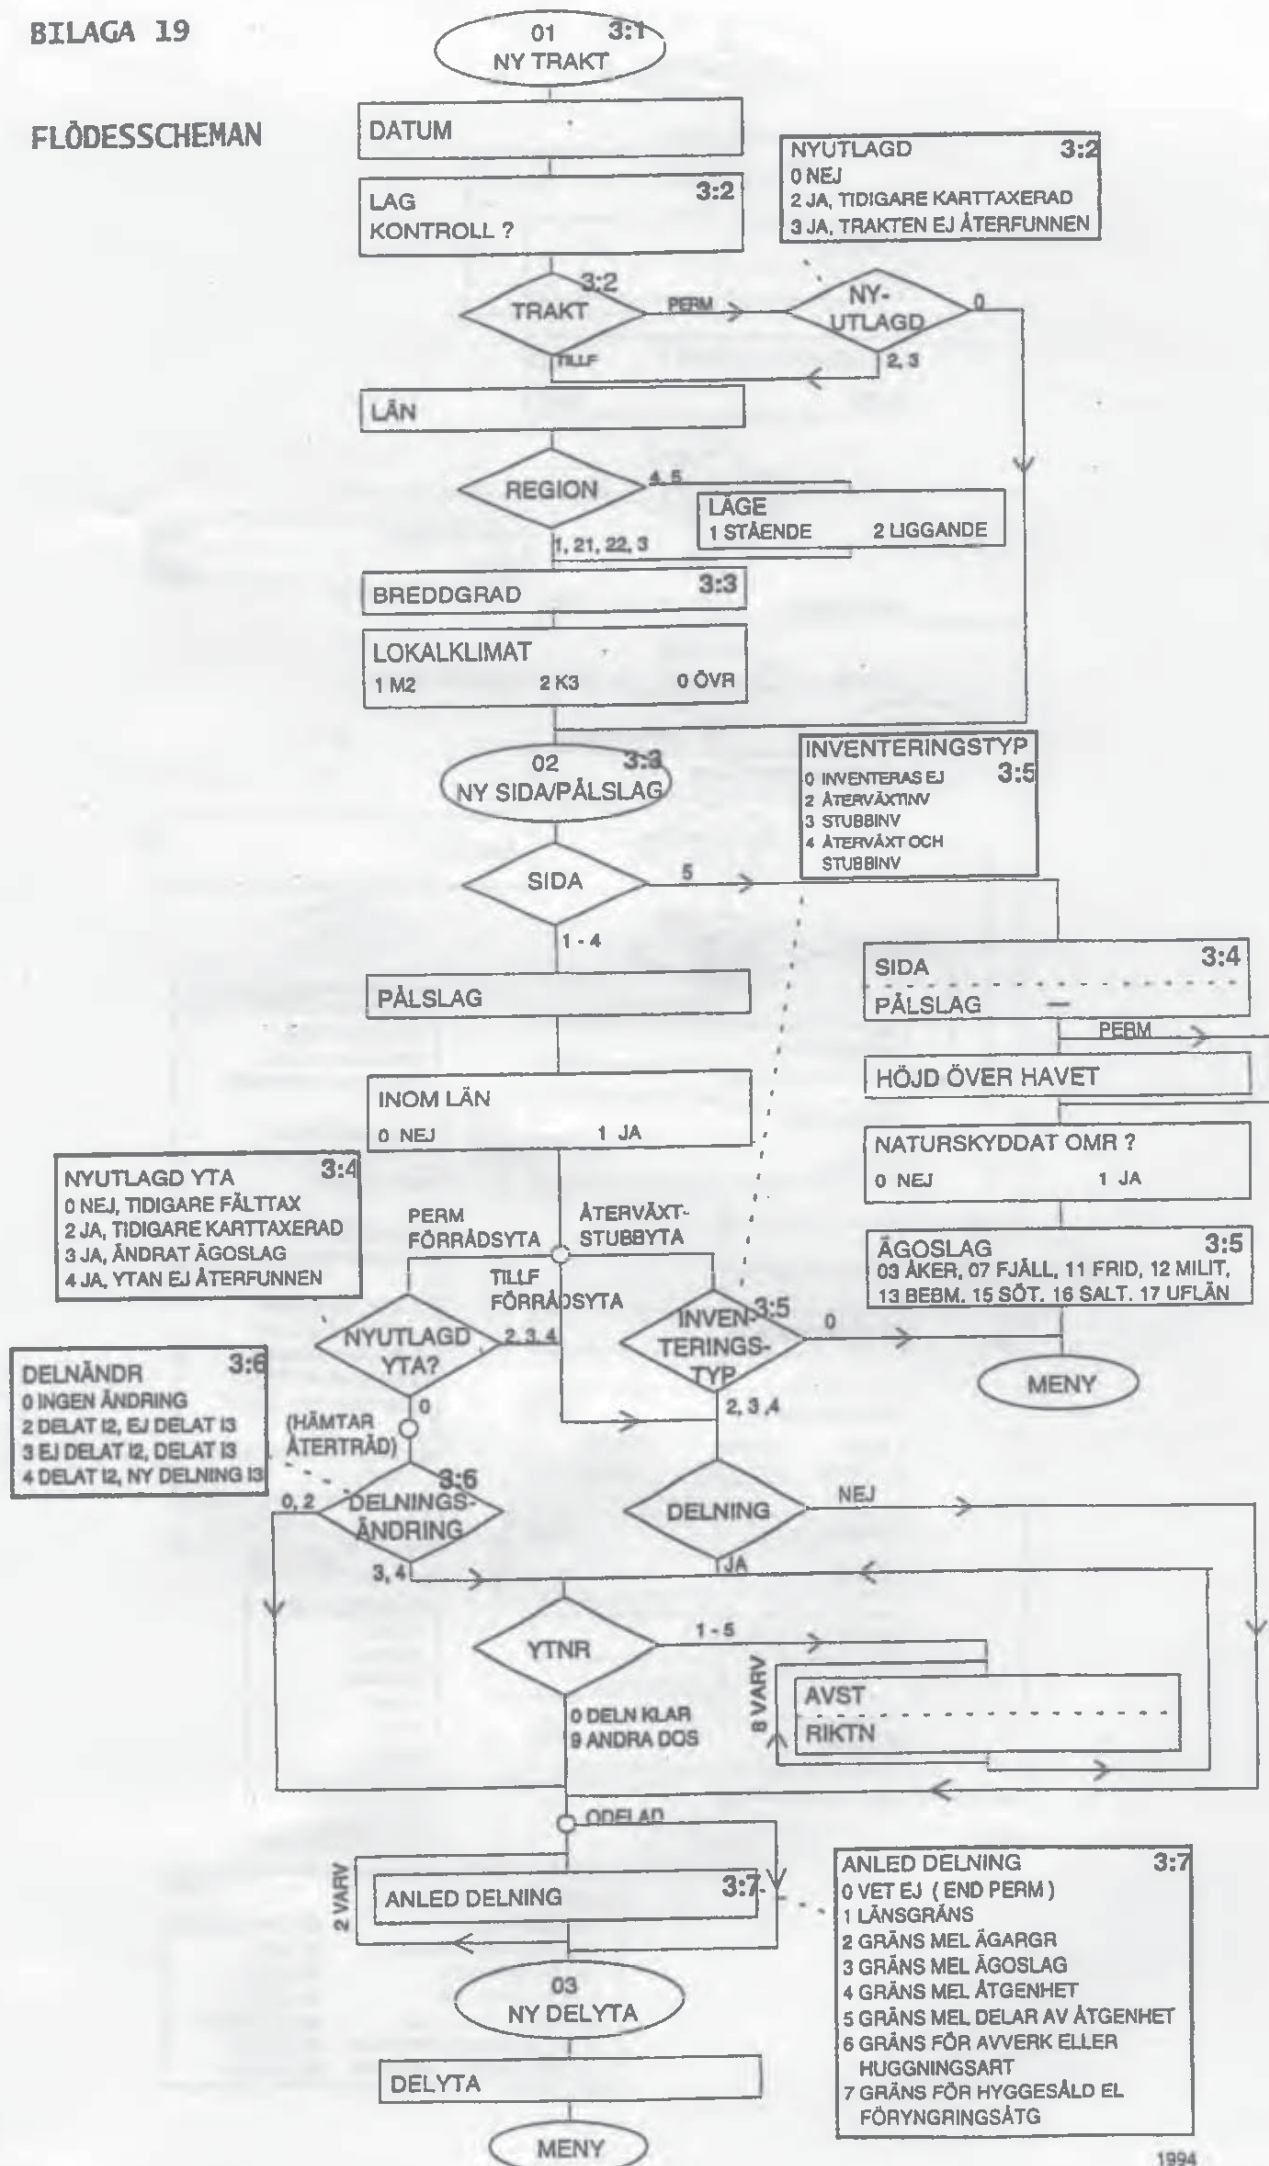 BILAGA 19
FLÖDESSCHEMAN
01 3:1
NY TRAKT
DATUM
LAG 3:2
KONTROLL ?
NYUTLAGD 3:2
0 NEJ
2 JA, TIDIGARE KARTTAXERAD
3 JA, TRAKTEN EJ ÅTERFUNNEN
3:2
TRAKT
PERM
NY-
UTLAGD
0
TILLF
2, 3
LÄN
REGION
4, 5
LÄGE
1 STÅENDE 2 LIGGANDE
1, 21, 22, 3
BREDDGRAD 3:3
LOKALKLIMAT
1 M2 2 K3 0 ÖVR
02 3:3
NY SIDA/PÅLSLAG
INVENTERINGSTYP
0 INVENTERAS EJ 3:5
2 ÅTERVÄXTINV
3 STUBBINV
4 ÅTERVÄXT OCH
STUBBINV
SIDA
5
1 - 4
SIDA 3:4
PÅLSLAG —
PÅLSLAG
PERM
HÖJD ÖVER HAVET
INOM LÄN
0 NEJ 1 JA
NATURSKYDDAT OMR ?
0 NEJ 1 JA
NYUTLAGD YTA 3:4
0 NEJ, TIDIGARE FÄLTTAX
2 JA, TIDIGARE KARTTAXERAD
3 JA, ÄNDRAT ÄGOSLAG
4 JA, YTAN EJ ÅTERFUNNEN
PERM
FÖRRÅDSYTA
ÅTERVÄXT-
STUBBYTA
TILLF
FÖRRÅDSYTA
ÄGOSLAG 3:5
03 ÅKER, 07 FJÄLL, 11 FRID, 12 MILIT,
13 BEBM. 15 SÖT. 16 SALT. 17 UFLÄN
NYUTLAGD
YTA?
2, 3, 4
3:5
INVEN-
TERINGS-
TYP
0
MENY
DELNÄNDR 3:6
0 INGEN ÄNDRING
2 DELAT I2, EJ DELAT I3
3 EJ DELAT I2, DELAT I3
4 DELAT I2, NY DELNING I3
0
(HÄMTAR
ÅTERTRÄD)
2, 3 ,4
3:6
0, 2
DELNINGS-
ÄNDRING
3, 4
DELNING
NEJ
JA
YTNR
1 - 5
8 VARV
AVST
RIKTN
0 DELN KLAR
9 ANDRA DOS
ODELAD
2 VARV
ANLED DELNING 3:7
ANLED DELNING 3:7
0 VET EJ ( END PERM )
1 LÄNSGRÄNS
2 GRÄNS MEL ÄGARGR
3 GRÄNS MEL ÄGOSLAG
4 GRÄNS MEL ÅTGENHET
5 GRÄNS MEL DELAR AV ÅTGENHET
6 GRÄNS FÖR AVVERK ELLER
HUGGNINGSART
7 GRÄNS FÖR HYGGESÅLD EL
FÖRYNGRINGSÅTG
03
NY DELYTA
DELYTA
MENY
1994